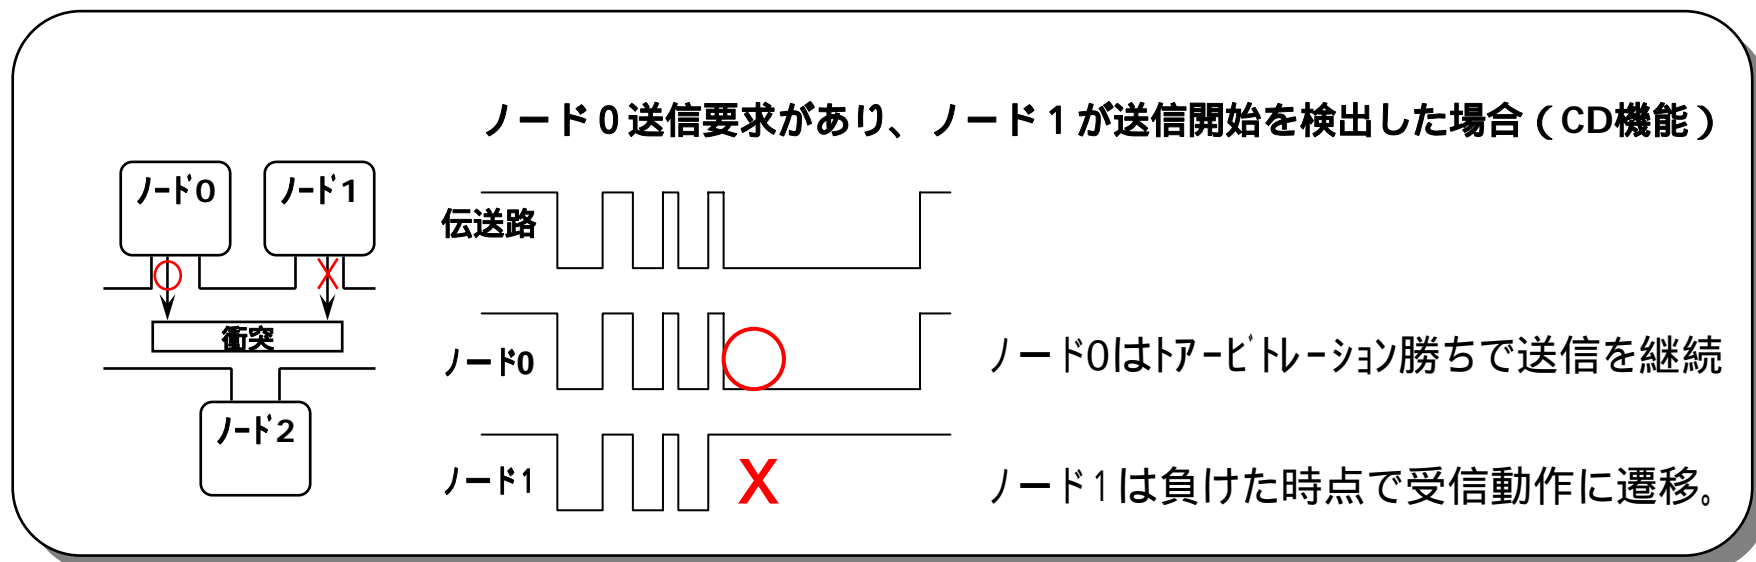 ノード0送信要求があり、ノード1が送信開始を検出した場合(CD機能)
ﾉｰﾄﾞ0
ﾉｰﾄﾞ1
衝突
ﾉｰﾄﾞ2
伝送路
ノードO
ノード1
ノード0はﾄアービﾞﾄレーション勝ちで送信を継続
ノード1は負けた時点で受信動作に遷移。